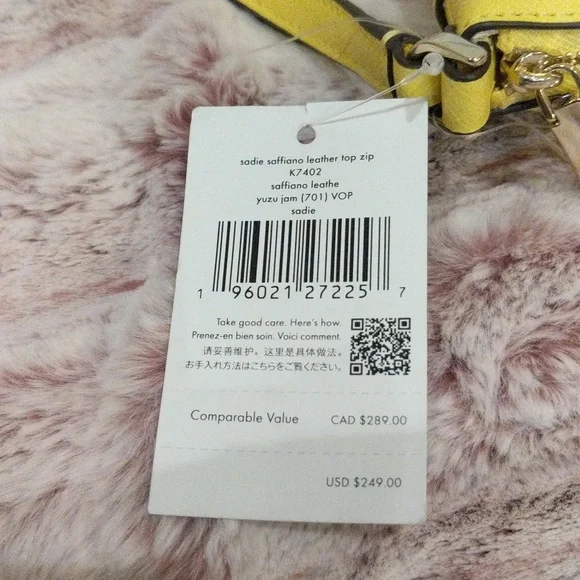 sadie saffiano leather top zip
K7402
saffiano leathe
yuzu jam (701) VOP
sadie
1 96021 27225 7
Take good care. Here's how.
Prenez-en bien soin. Voici comment.
请妥善维护。这里是具体做法。
お手入れ方法はこちらをご覧ください。
Comparable Value CAD $289.00
USD $249.00